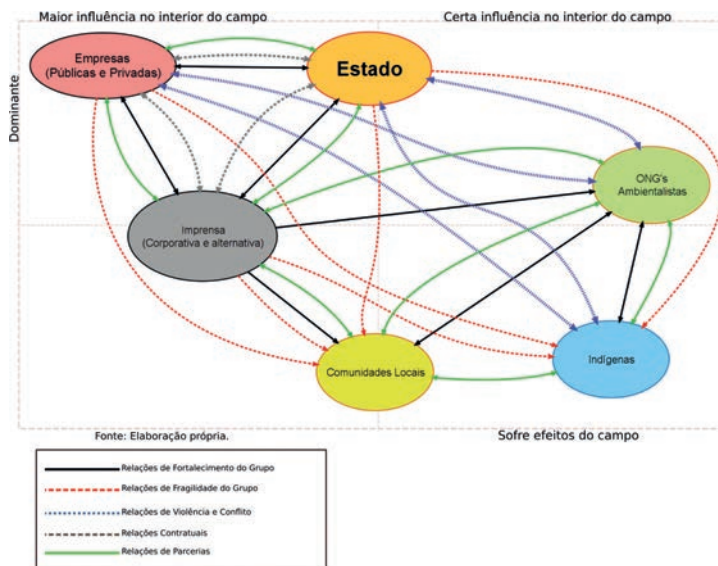 Maior influência no interior do campo
Certa influência no interior do campo
Dominante
Empresas
(Públicas e Privadas)
Estado
ONG's
Ambientalistas
Imprensa
(Corporativa e alternativa)
Comunidades Locais
Indígenas
Fonte: Elaboração própria.
Sofre efeitos do campo
Relações de Fortalecimento do Grupo
Relações de Fragilidade do Grupo
Relações de Violência e Conflito
Relações Contratuais
Relações de Parcerias